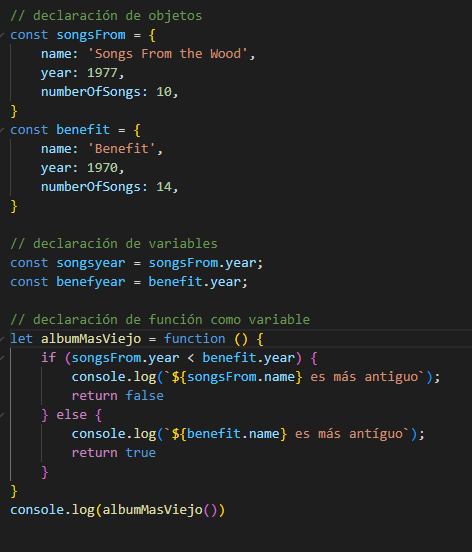 // declaración de objetos
const songsFrom = {
    name: 'Songs From the Wood',
    year: 1977,
    numberOfSongs: 10,
}
const benefit = {
    name: 'Benefit',
    year: 1970,
    numberOfSongs: 14,
}

// declaración de variables
const songsyear = songsFrom.year;
const benefyear = benefit.year;

// declaración de función como variable
let albumMasViejo = function () {
    if (songsFrom.year < benefit.year) {
        console.log(`${songsFrom.name} es más antiguo`);
        return false
    } else {
        console.log(`${benefit.name} es más antíguo`);
        return true
    }
}
console.log(albumMasViejo())